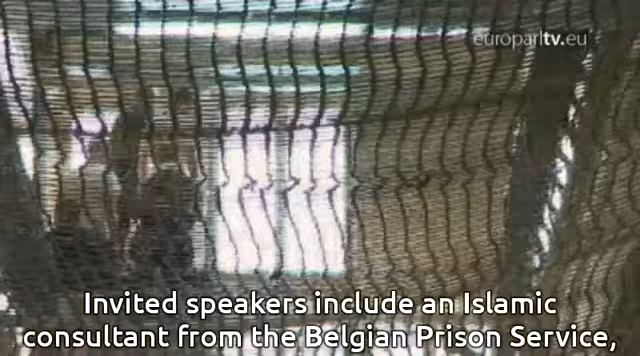 europarltv.eu
Invited speakers include an Islamic
consultant from the Belgian Prison Service,